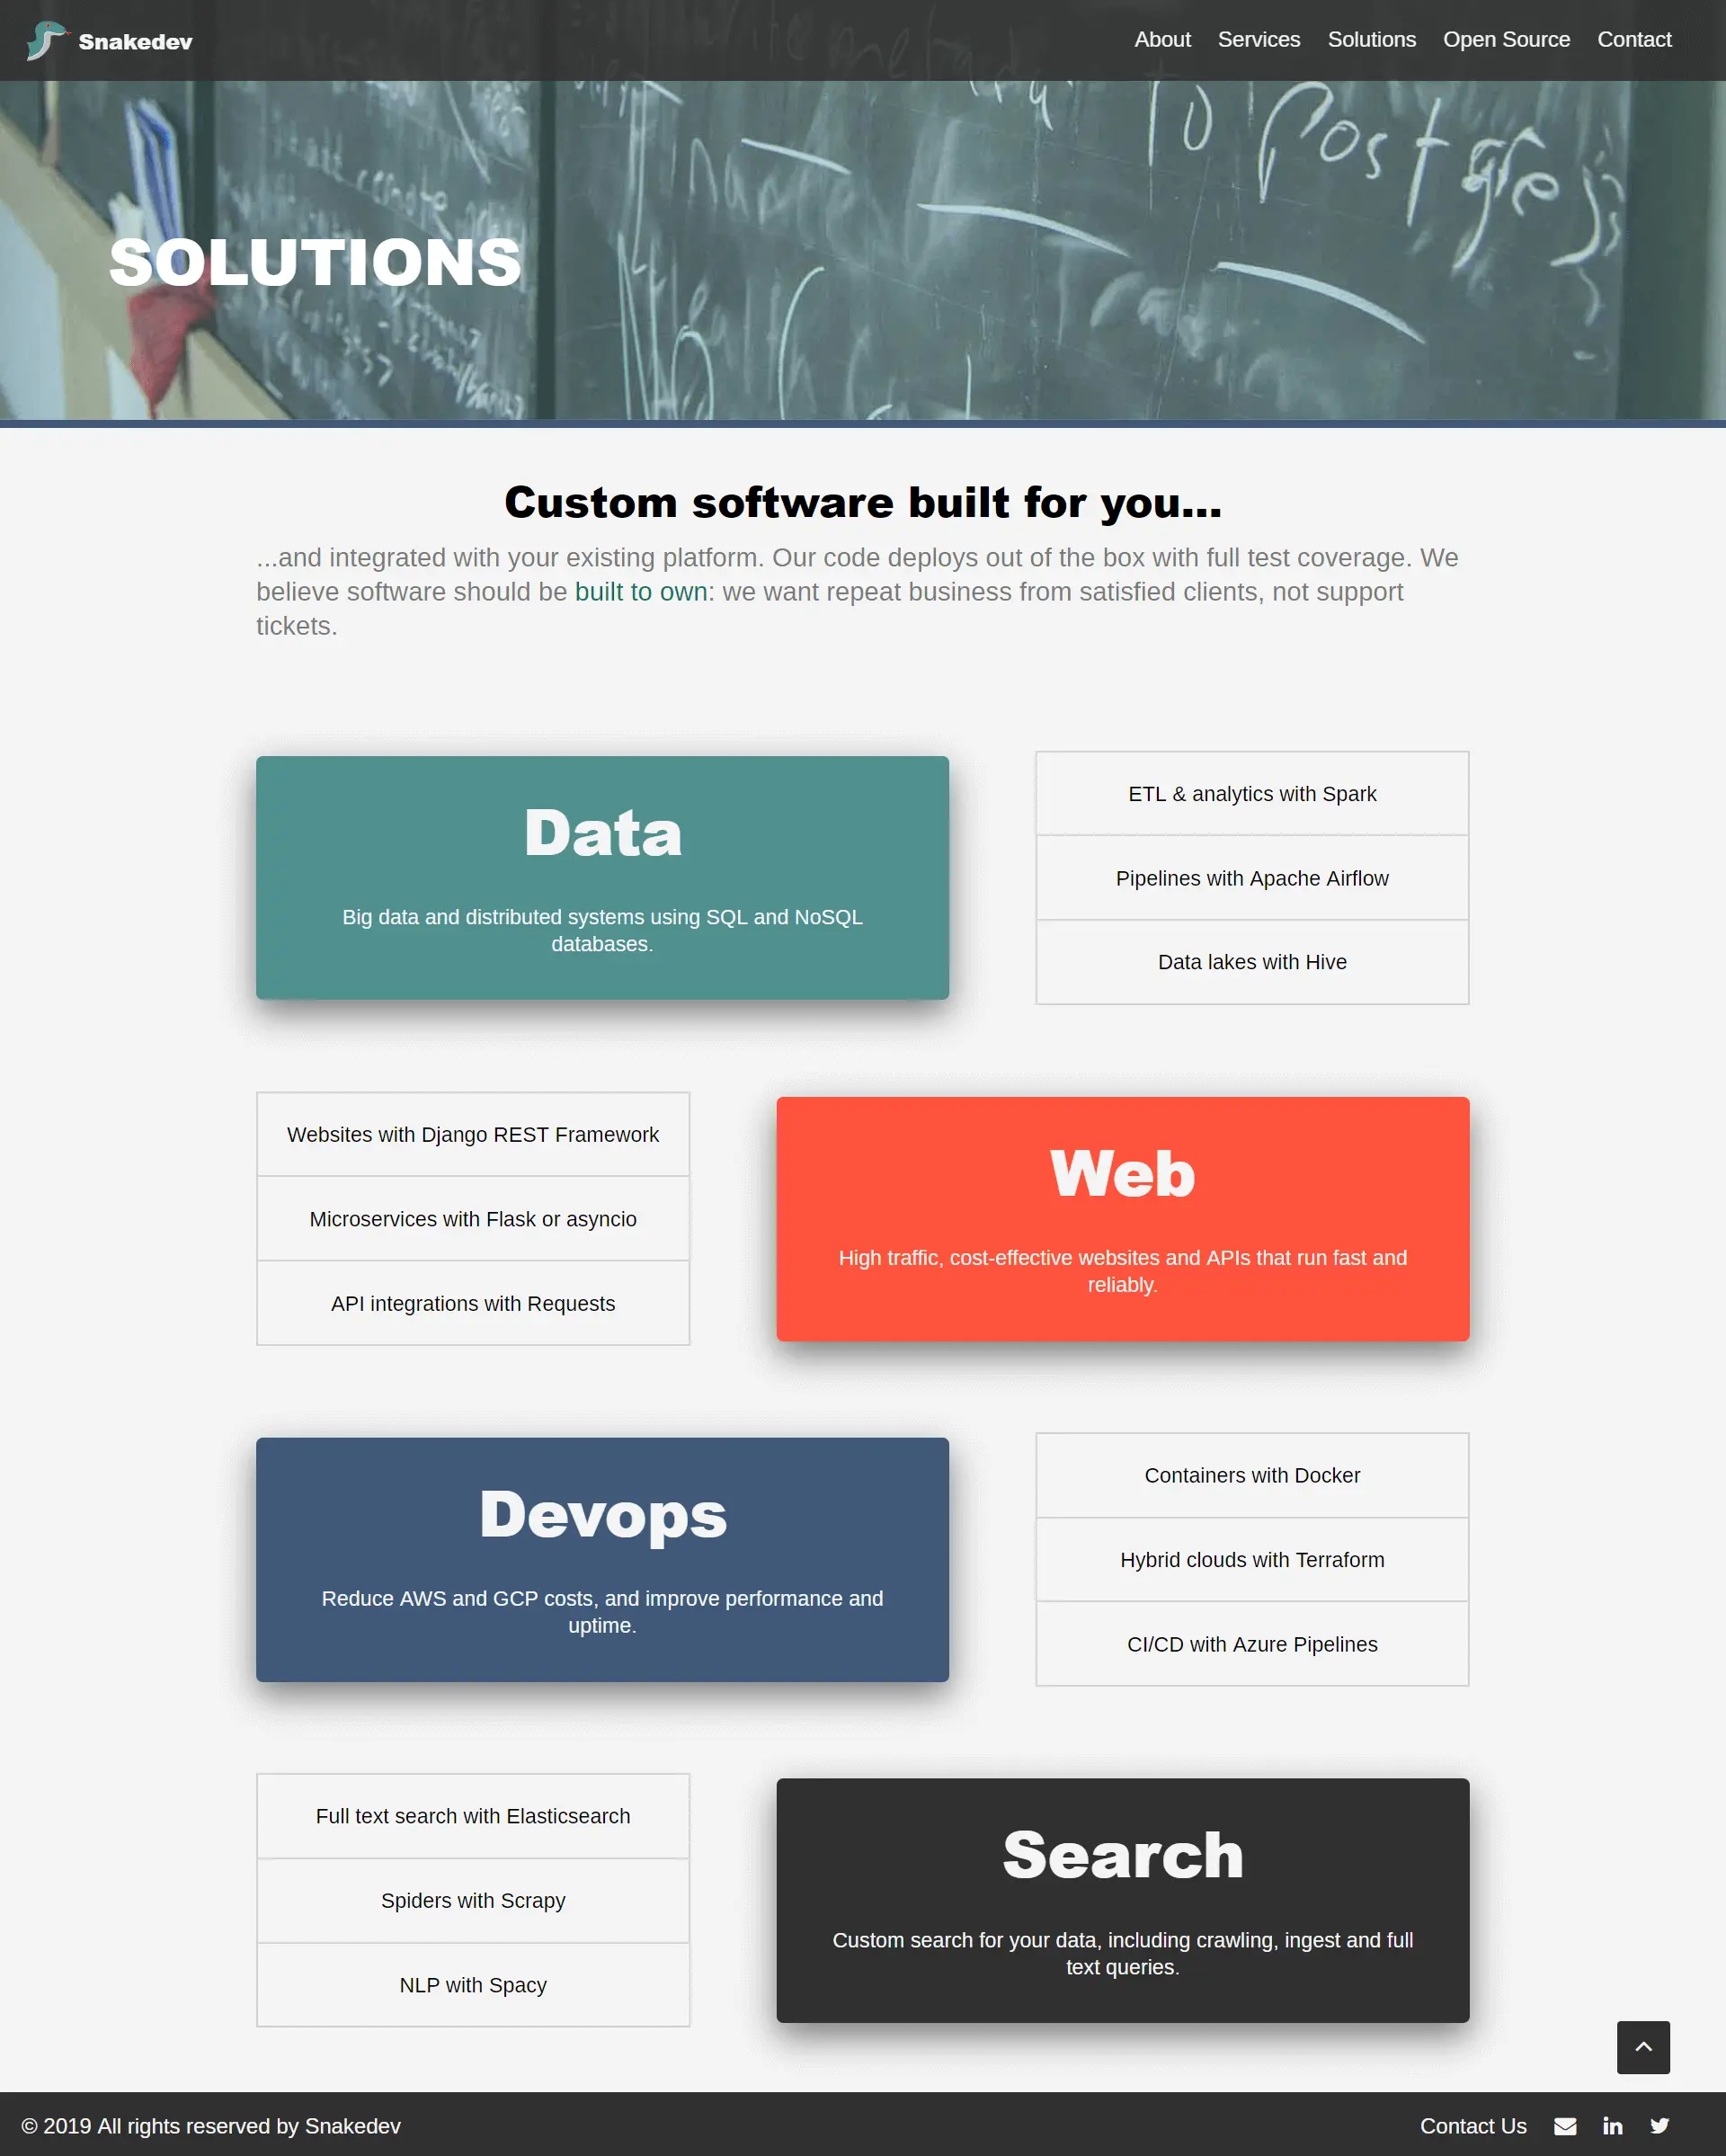 Snakedev
About Services Solutions Open Source Contact
to Postgres
SOLUTIONS
Custom software built for you...
...and integrated with your existing platform. Our code deploys out of the box with full test coverage. We
believe software should be built to own: we want repeat business from satisfied clients, not support
tickets.
Data
Big data and distributed systems using SQL and NoSQL
databases.
ETL & analytics with Spark
Pipelines with Apache Airflow
Data lakes with Hive
Websites with Django REST Framework
Microservices with Flask or asyncio
API integrations with Requests
Web
High traffic, cost-effective websites and APIs that run fast and
reliably.
Devops
Reduce AWS and GCP costs, and improve performance and
uptime.
Containers with Docker
Hybrid clouds with Terraform
CI/CD with Azure Pipelines
Full text search with Elasticsearch
Spiders with Scrapy
NLP with Spacy
Search
Custom search for your data, including crawling, ingest and full
text queries.
© 2019 All rights reserved by Snakedev
Contact Us